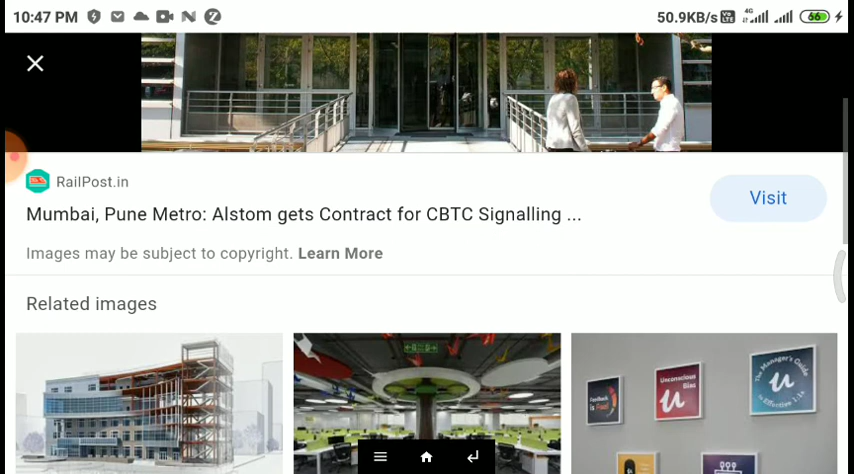 10:47 PM
50.9KB/s
4G
66
RailPost.in
Visit
Mumbai, Pune Metro: Alstom gets Contract for CBTC Signalling ...
Images may be subject to copyright. Learn More
Related images
Feedback
is
Unconscious
Bias
u
The Manager's Guide
to Effective 1:1s
u